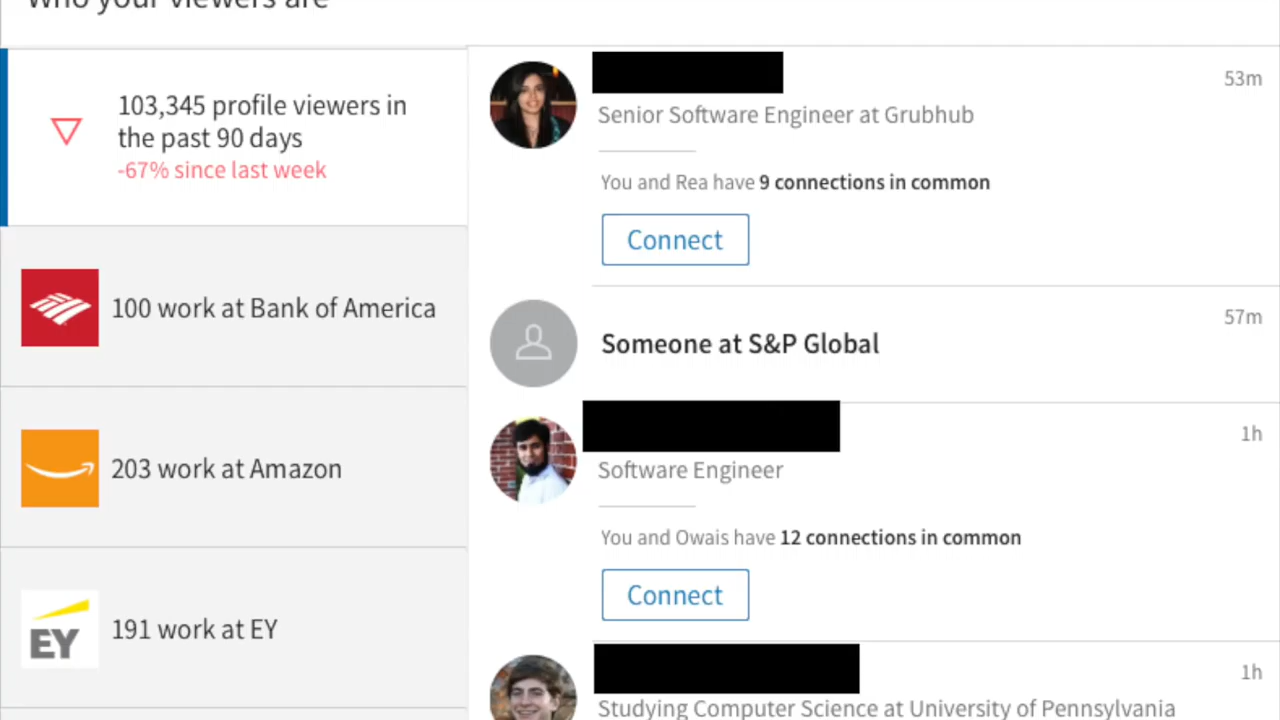 Who your viewers are
103,345 profile viewers in
the past 90 days
-67% since last week
100 work at Bank of America
203 work at Amazon
EY
191 work at EY
53m
Senior Software Engineer at Grubhub
You and Rea have 9 connections in common
Connect
57m
Someone at S&P Global
1h
Software Engineer
You and Owais have 12 connections in common
Connect
1h
Studying Computer Science at University of Pennsylvania